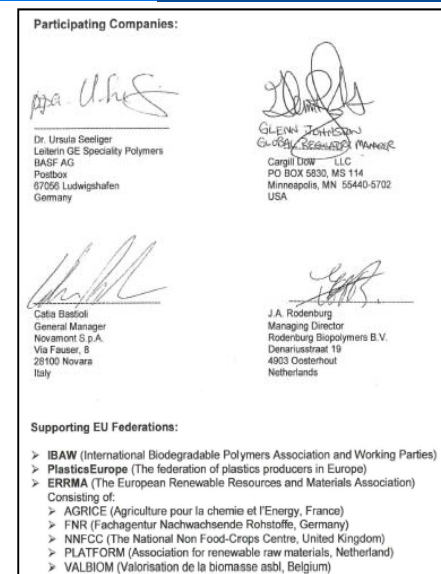 Participating Companies:
ppa.
Dr. Ursula Seeliger
Leiterin GE Speciality Polymers
BASF AG
Postbox
67056 Ludwigshafen
Germany
GLENN JOHNSTON
GLOBAL REGULATORY MANAGER
Cargill Dow LLC
PO BOX 5830, MS 114
Minneapolis, MN 55440-5702
USA
Catia Bastioli
General Manager
Novamont S.p.A.
Via Fauser, 8
28100 Novara
Italy
J.A. Rodenburg
Managing Director
Rodenburg Biopolymers B.V.
Denariusstraat 19
4903 Oosterhout
Netherlands
Supporting EU Federations:
➢ IBAW (International Biodegradable Polymers Association and Working Parties)
➢ PlasticsEurope (The federation of plastics producers in Europe)
➢ ERRMA (The European Renewable Resources and Materials Association)
Consisting of:
➢ AGRICE (Agriculture pour la chemie et l'Energy, France)
➢ FNR (Fachagentur Nachwachsende Rohstoffe, Germany)
➢ NNFCC (The National Non Food-Crops Centre, United Kingdom)
➢ PLATFORM (Association for renewable raw materials, Netherland)
➢ VALBIOM (Valorisation de la biomasse asbl, Belgium)